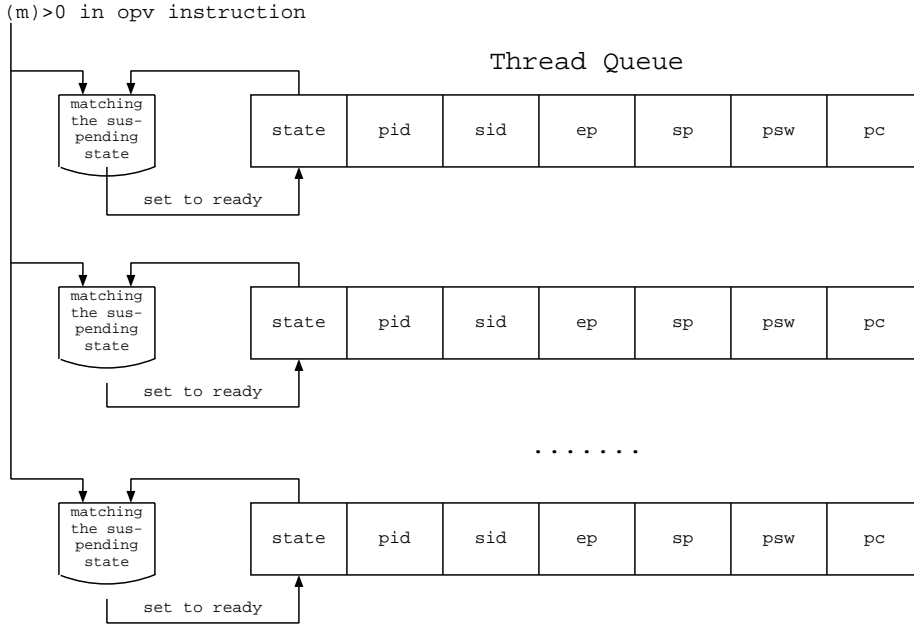 (m)>0 in opv instruction
Thread Queue
matching
the sus-
pending
state
state pid sid ep sp psw pc
set to ready
matching
the sus-
pending
state
state pid sid ep sp psw pc
set to ready
.......
matching
the sus-
pending
state
state pid sid ep sp psw pc
set to ready